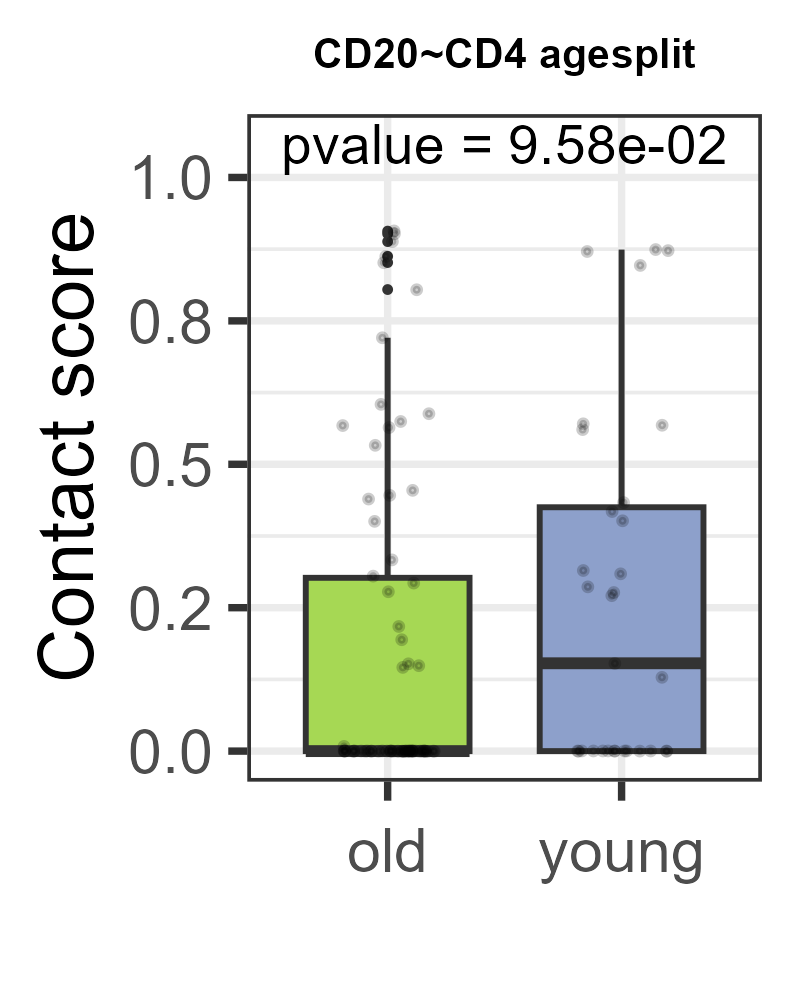 CD20~CD4 agesplit
pvalue = 9.58e-02
Contact score
1.0
0.8
0.5
0.2
0.0
old
young